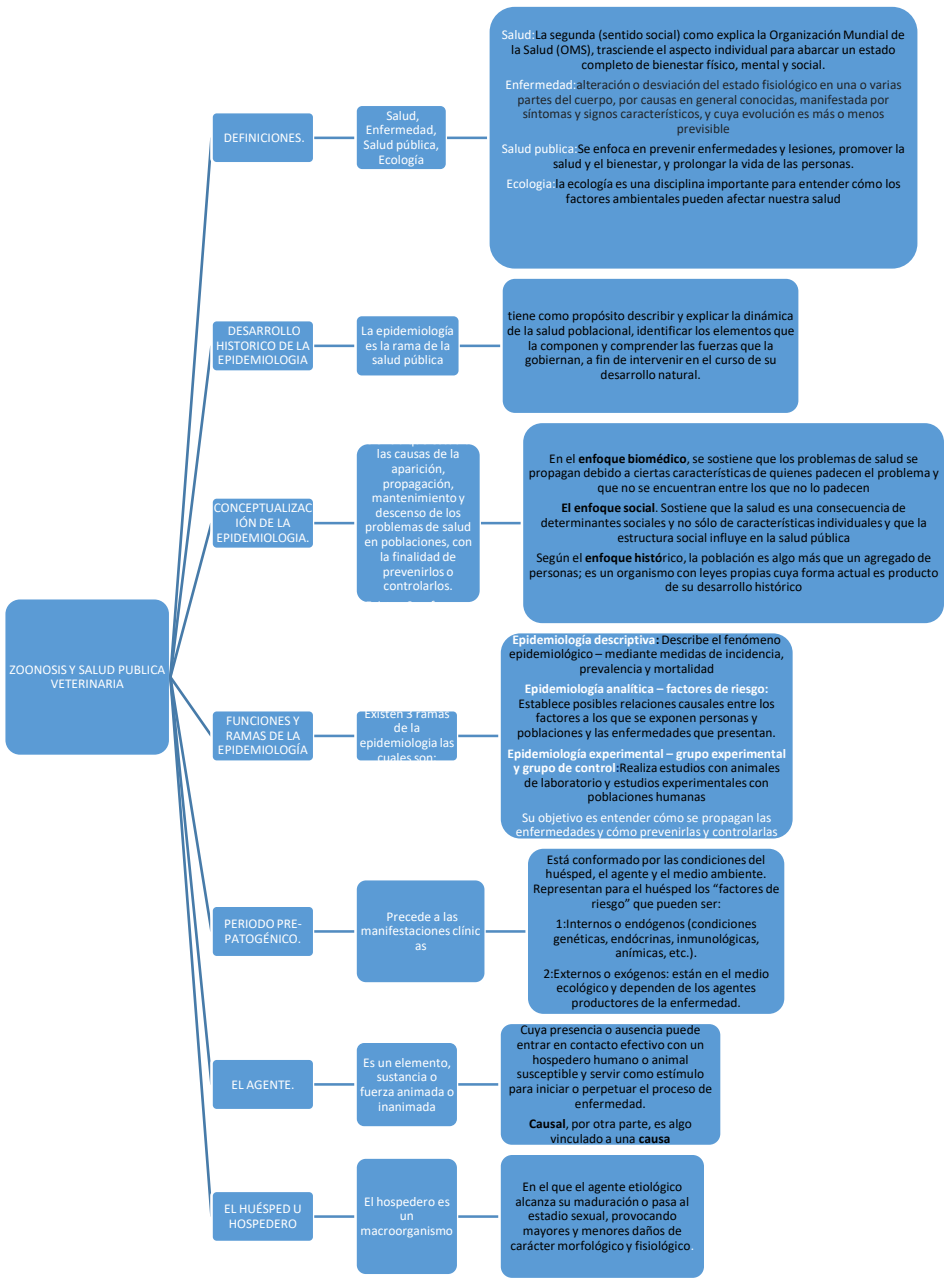 ZOONOSIS Y SALUD PUBLICA
VETERINARIA
DEFINICIONES.
Salud,
Enfermedad,
Salud pública,
Ecología
Salud:La segunda (sentido social) como explica la Organización Mundial de
la Salud (OMS), trasciende el aspecto individual para abarcar un estado
completo de bienestar físico, mental y social.
Enfermedad:alteración o desviación del estado fisiológico en una o varias
partes del cuerpo, por causas en general conocidas, manifestada por
síntomas y signos característicos, y cuya evolución es más o menos
previsible
Salud publica:Se enfoca en prevenir enfermedades y lesiones, promover la
salud y el bienestar, y prolongar la vida de las personas.
Ecologia:la ecología es una disciplina importante para entender cómo los
factores ambientales pueden afectar nuestra salud
DESARROLLO
HISTORICO DE LA
EPIDEMIOLOGIA
La epidemiología
es la rama de la
salud pública
tiene como propósito describir y explicar la dinámica
de la salud poblacional, identificar los elementos que
la componen y comprender las fuerzas que la
gobiernan, a fin de intervenir en el curso de su
desarrollo natural.
CONCEPTUALIZAC
IÓN DE LA
EPIDEMIOLOGIA.
las causas de la
aparición,
propagación,
mantenimiento y
descenso de los
problemas de salud
en poblaciones, con
la finalidad de
prevenirlos o
controlarlos.
En el enfoque biomédico, se sostiene que los problemas de salud se
propagan debido a ciertas características de quienes padecen el problema y
que no se encuentran entre los que no lo padecen
El enfoque social. Sostiene que la salud es una consecuencia de
determinantes sociales y no sólo de características individuales y que la
estructura social influye en la salud pública
Según el enfoque histórico, la población es algo más que un agregado de
personas; es un organismo con leyes propias cuya forma actual es producto
de su desarrollo histórico
FUNCIONES Y
RAMAS DE LA
EPIDEMIOLOGÍA
Existen 3 ramas
de la
epidemiologia las
cuales son:
Epidemiología descriptiva: Describe el fenómeno
epidemiológico – mediante medidas de incidencia,
prevalencia y mortalidad
Epidemiología analítica – factores de riesgo:
Establece posibles relaciones causales entre los
factores a los que se exponen personas y
poblaciones y las enfermedades que presentan.
Epidemiología experimental – grupo experimental
y grupo de control:Realiza estudios con animales
de laboratorio y estudios experimentales con
poblaciones humanas
Su objetivo es entender cómo se propagan las
enfermedades y cómo prevenirlas y controlarlas
PERIODO PRE-
PATOGÉNICO.
Precede a las
manifestaciones clínic
as
Está conformado por las condiciones del
huésped, el agente y el medio ambiente.
Representan para el huésped los “factores de
riesgo” que pueden ser:
1:Internos o endógenos (condiciones
genéticas, endócrinas, inmunológicas,
anímicas, etc.).
2:Externos o exógenos: están en el medio
ecológico y dependen de los agentes
productores de la enfermedad.
EL AGENTE.
Es un elemento,
sustancia o
fuerza animada o
inanimada
Cuya presencia o ausencia puede
entrar en contacto efectivo con un
hospedero humano o animal
susceptible y servir como estímulo
para iniciar o perpetuar el proceso de
enfermedad.
Causal, por otra parte, es algo
vinculado a una causa
EL HUÉSPED U
HOSPEDERO
El hospedero es
un
macroorganismo
En el que el agente etiológico
alcanza su maduración o pasa al
estadio sexual, provocando
mayores y menores daños de
carácter morfológico y fisiológico.